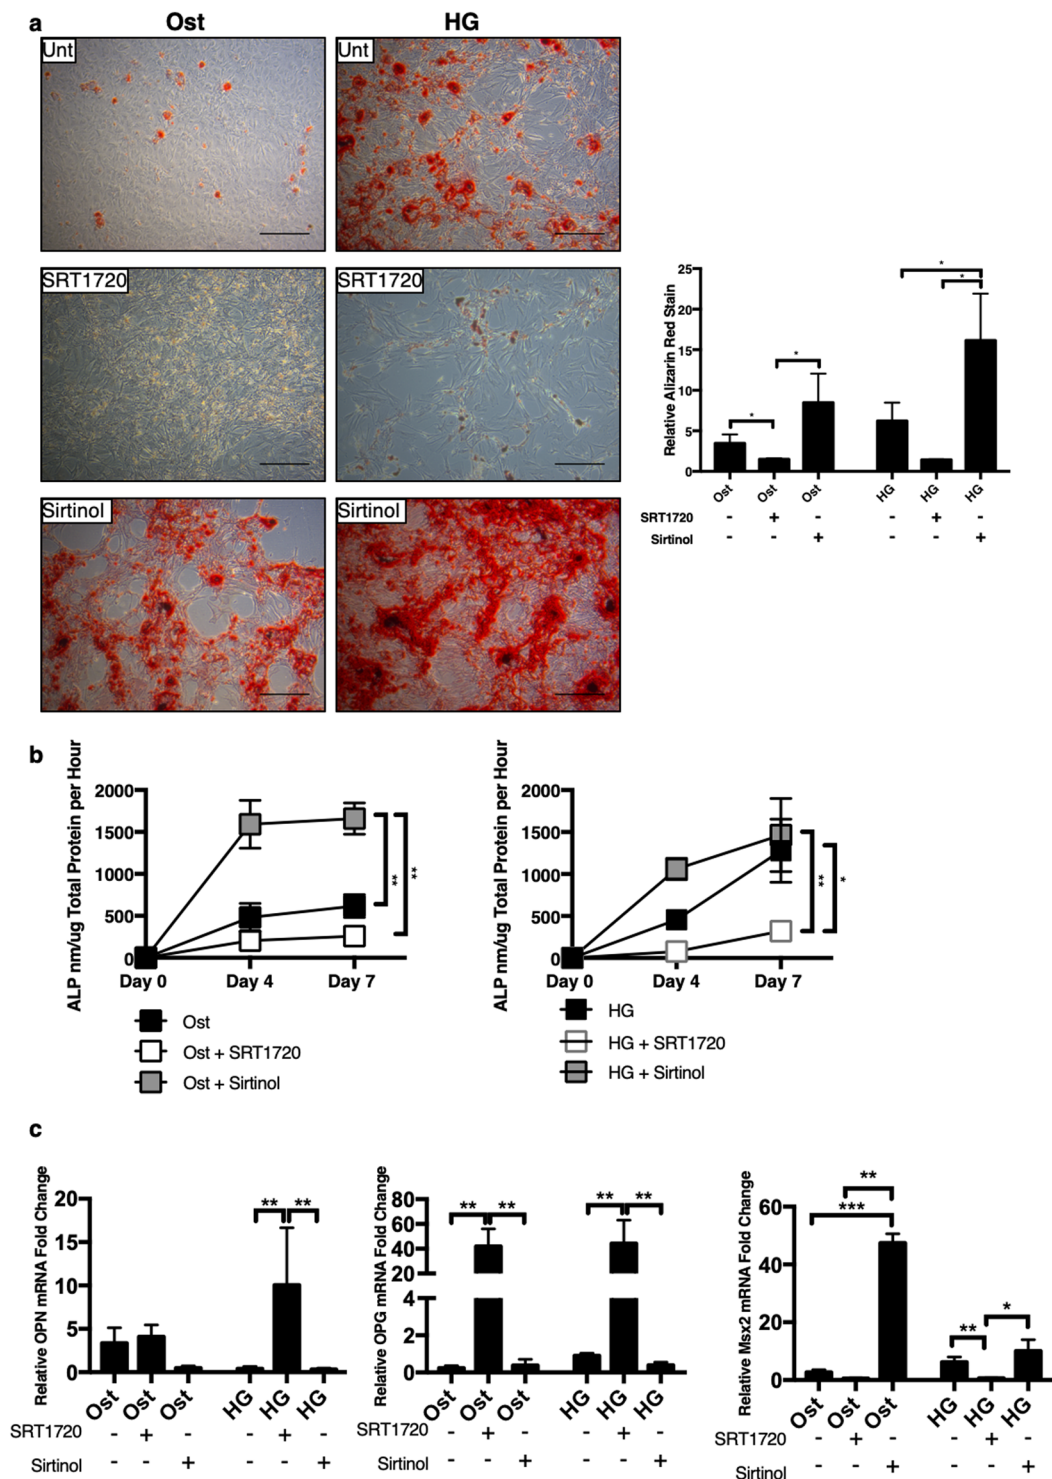 a
Ost HG
Unt Unt
SRT1720 SRT1720
Sirtinol Sirtinol
Relative Alizarin Red Stain
25
20
15
10
5
0
* * * *
Ost Ost Ost HG HG HG
SRT1720 - + - - + -
Sirtinol - - + - - +
b
ALP nm/ug Total Protein per Hour
2000
1500
1000
500
0
** **
Day 0 Day 4 Day 7
Ost
Ost + SRT1720
Ost + Sirtinol
ALP nm/ug Total Protein per Hour
2000
1500
1000
500
0
** *
Day 0 Day 4 Day 7
HG
HG + SRT1720
HG + Sirtinol
c
Relative OPN mRNA Fold Change
20
15
10
5
0
** **
Ost Ost Ost HG HG HG
SRT1720 - + - - + -
Sirtinol - - + - - +
Relative OPG mRNA Fold Change
80
60
40
20
4
2
0
** ** ** **
Ost Ost Ost HG HG HG
SRT1720 - + - - + -
Sirtinol - - + - - +
Relative Msx2 mRNA Fold Change
60
40
20
0
**
***
*
**
Ost Ost Ost HG HG HG
SRT1720 - + - - + -
Sirtinol - - + - - +